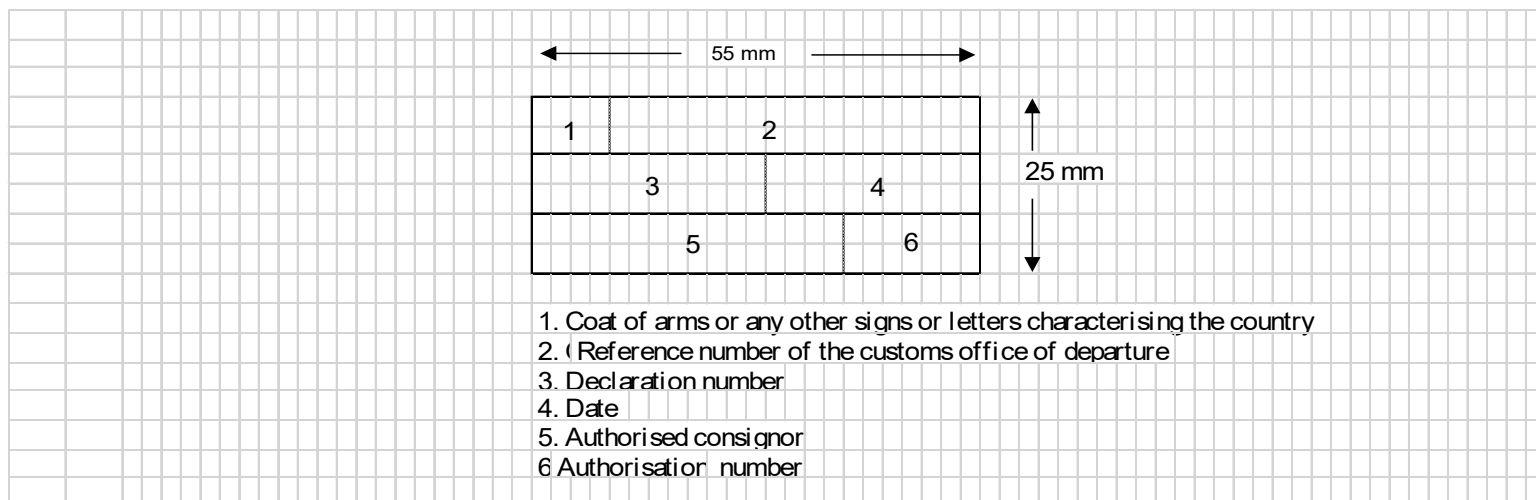 55 mm
1 2
25 mm
3 4
5 6
1. Coat of arms or any other signs or letters characterising the country
2. ( Reference number of the customs office of departure
3. Declaration number
4. Date
5. Authorised consignor
6 Authorisation number